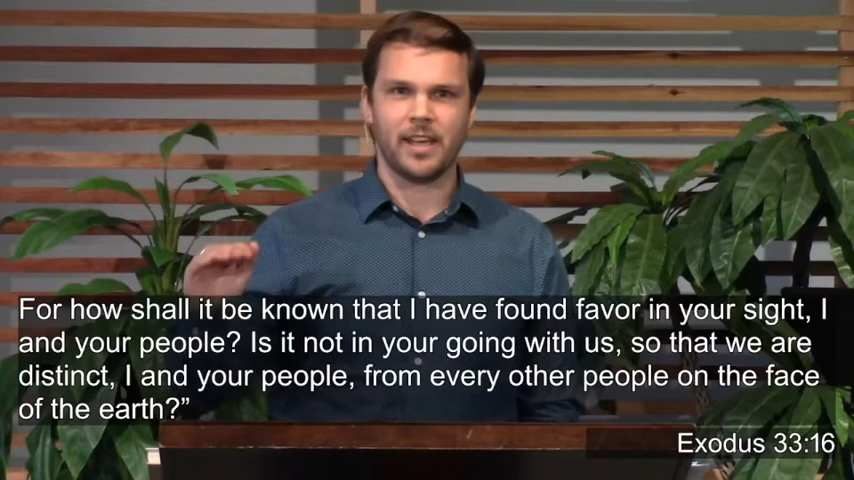 For how shall it be known that I have found favor in your sight, I
and your people? Is it not in your going with us, so that we are
distinct, I and your people, from every other people on the face
of the earth?”
Exodus 33:16